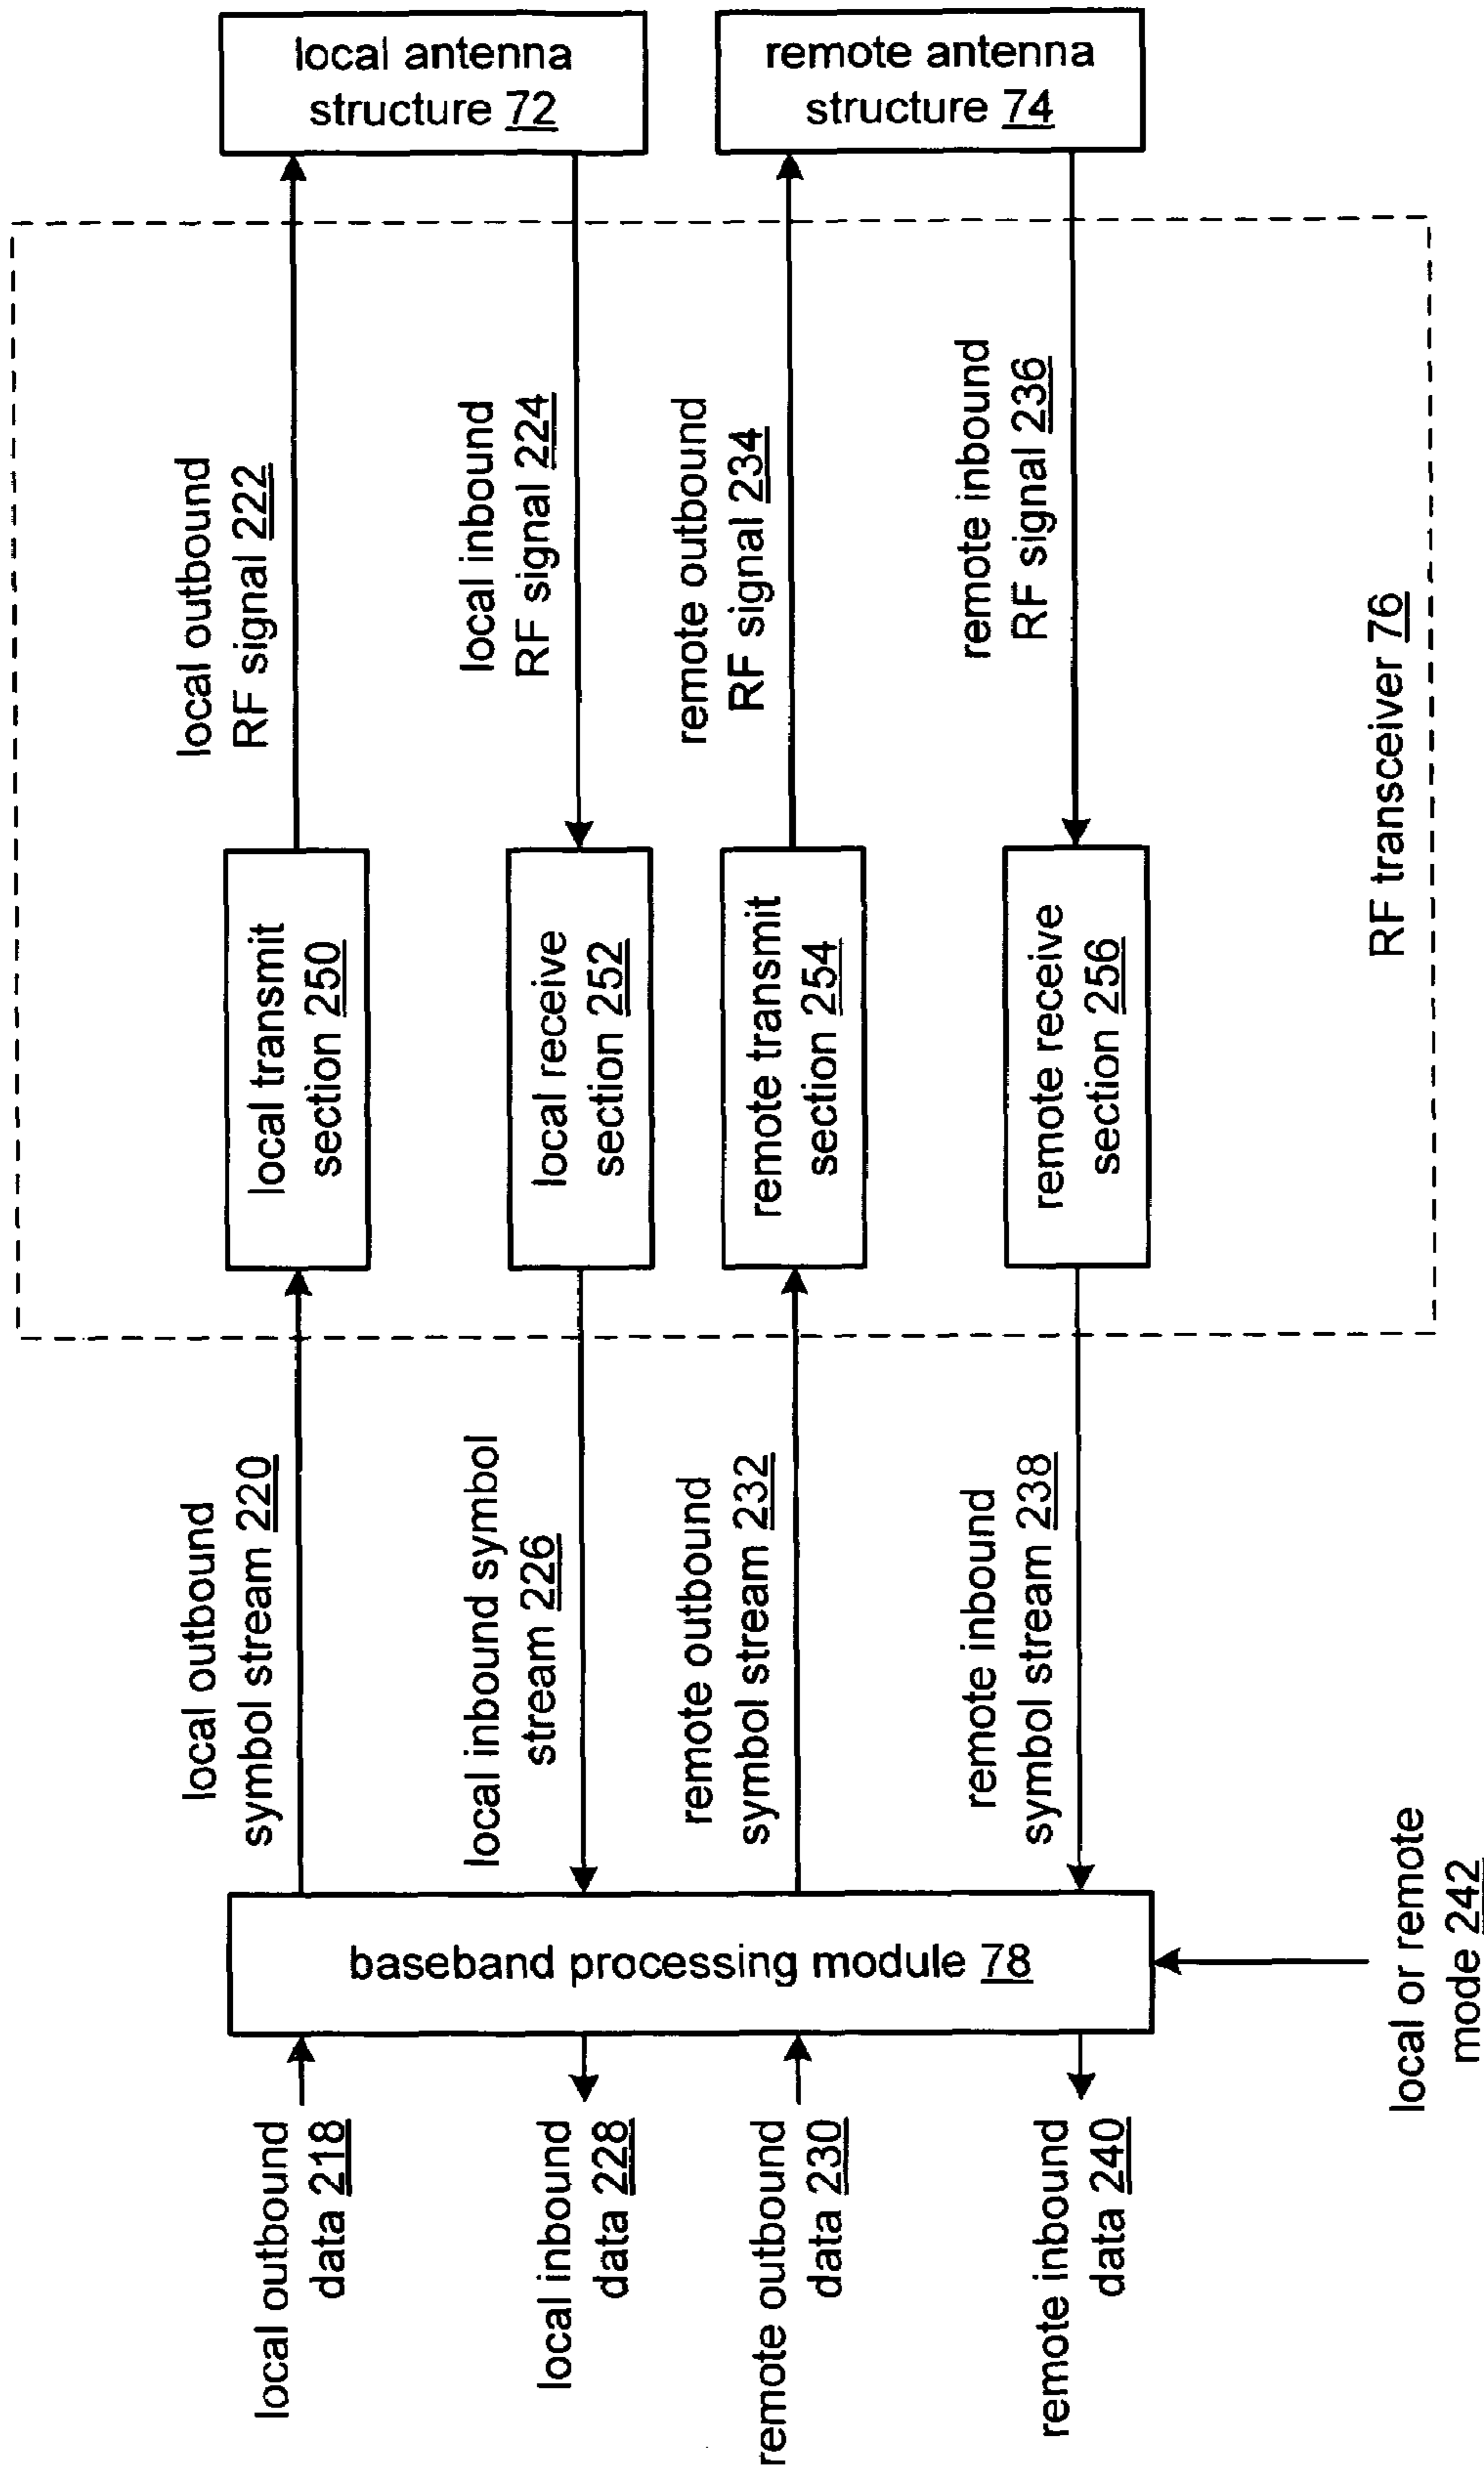 local antenna
structure 72
remote antenna
structure 74
local outbound
RF signal 222
local inbound
RF signal 224
remote outbound
RF signal 234
remote inbound
RF signal 236
RF transceiver 76
local transmit
section 250
local receive
section 252
remote transmit
section 254
remote receive
section 256
local outbound
symbol stream 220
local inbound symbol
stream 226
remote outbound
symbol stream 232
remote inbound
symbol stream 238
baseband processing module 78
local or remote
mode 242
local outbound
data 218
local inbound
data 228
remote outbound
data 230
remote inbound
data 240